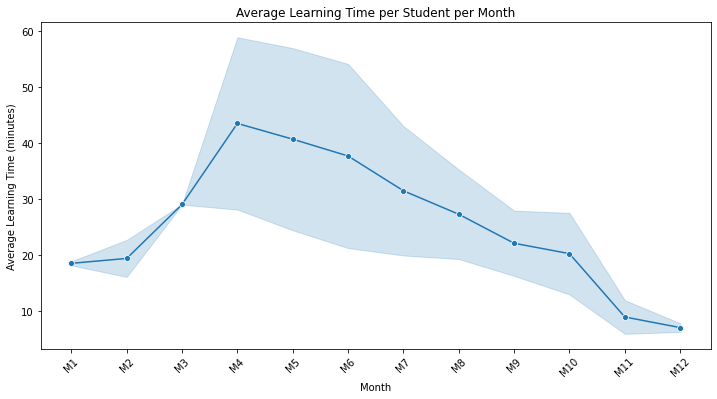 Average Learning Time per Student per Month
Average Learning Time (minutes)
60
50
40
30
20
10
M1
M2
M3
M4
M5
M6
M7
M8
M9
M10
M11
M12
Month